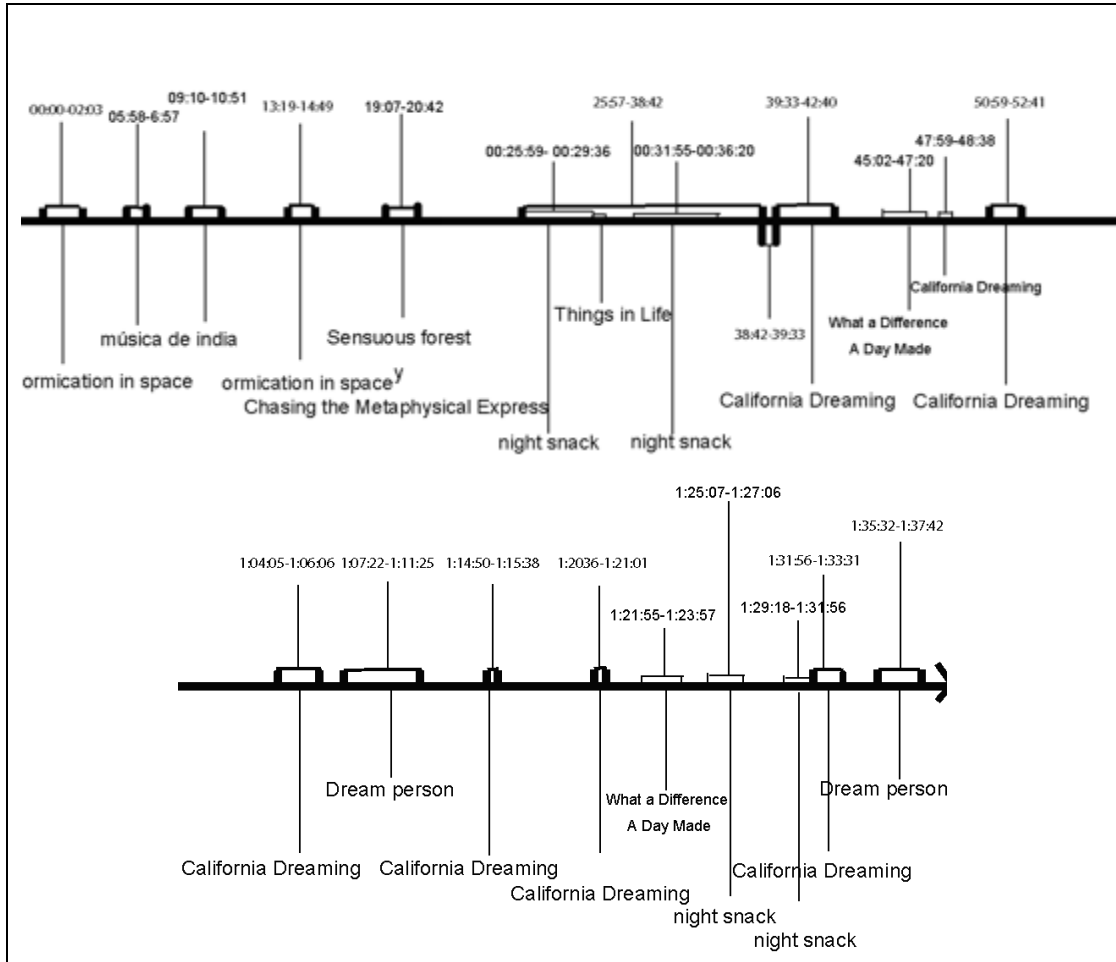 00:00-02:03
05:58-6:57
09:10-10:51
13:19-14:49
19:07-20:42
25:57-38:42
00:25:59- 00:29:36
00:31:55-00:36:20
39:33-42:40
45:02-47:20
47:59-48:38
50:59-52:41
ormication in space
música de india
ormication in space y
Chasing the Metaphysical Express
Sensuous forest
night snack
Things in Life
night snack
38:42-39:33
California Dreaming
What a Difference
A Day Made
California Dreaming
California Dreaming
1:04:05-1:06:06
1:07:22-1:11:25
1:14:50-1:15:38
1:2036-1:21:01
1:21:55-1:23:57
1:25:07-1:27:06
1:29:18-1:31:56
1:31:56-1:33:31
1:35:32-1:37:42
California Dreaming
Dream person
California Dreaming
California Dreaming
What a Difference
A Day Made
night snack
night snack
California Dreaming
Dream person